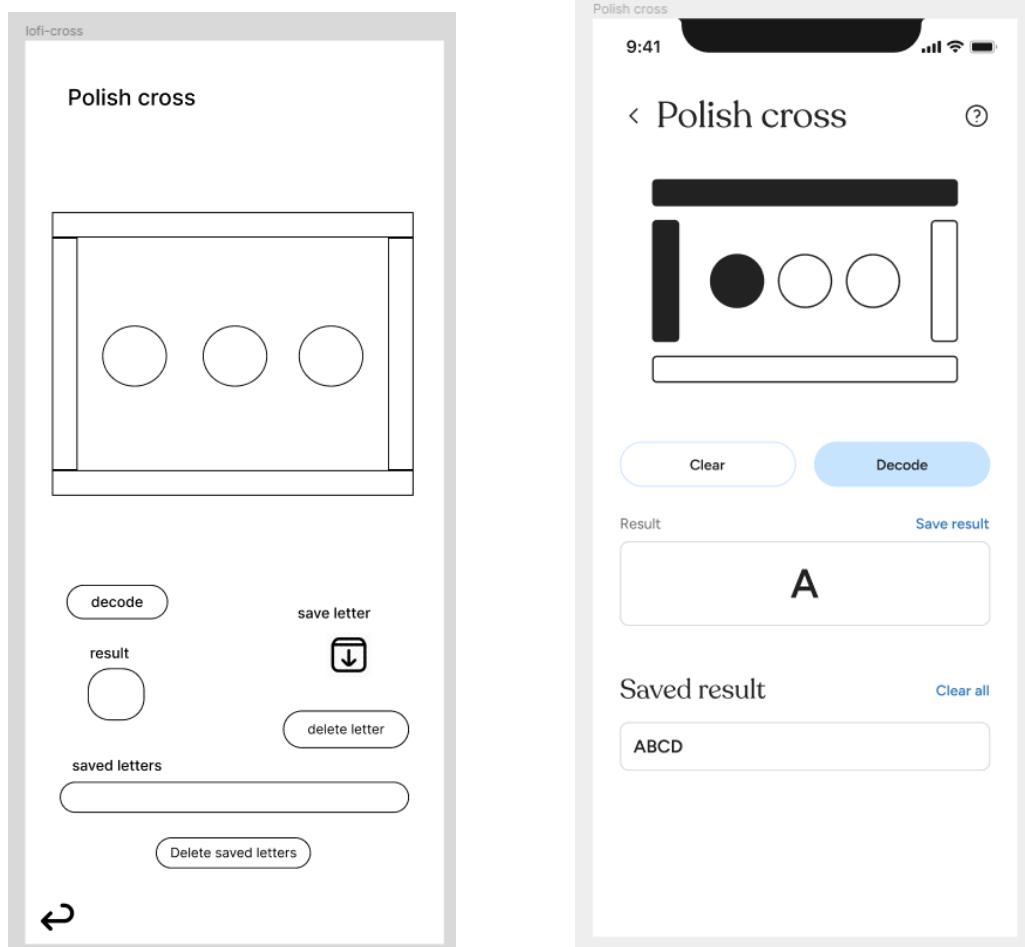 lofi-cross
Polish cross
decode
save letter
result
delete letter
saved letters
Delete saved letters
Polish cross
9:41
Polish cross
Clear
Decode
Result
Save result
A
Saved result
Clear all
ABCD